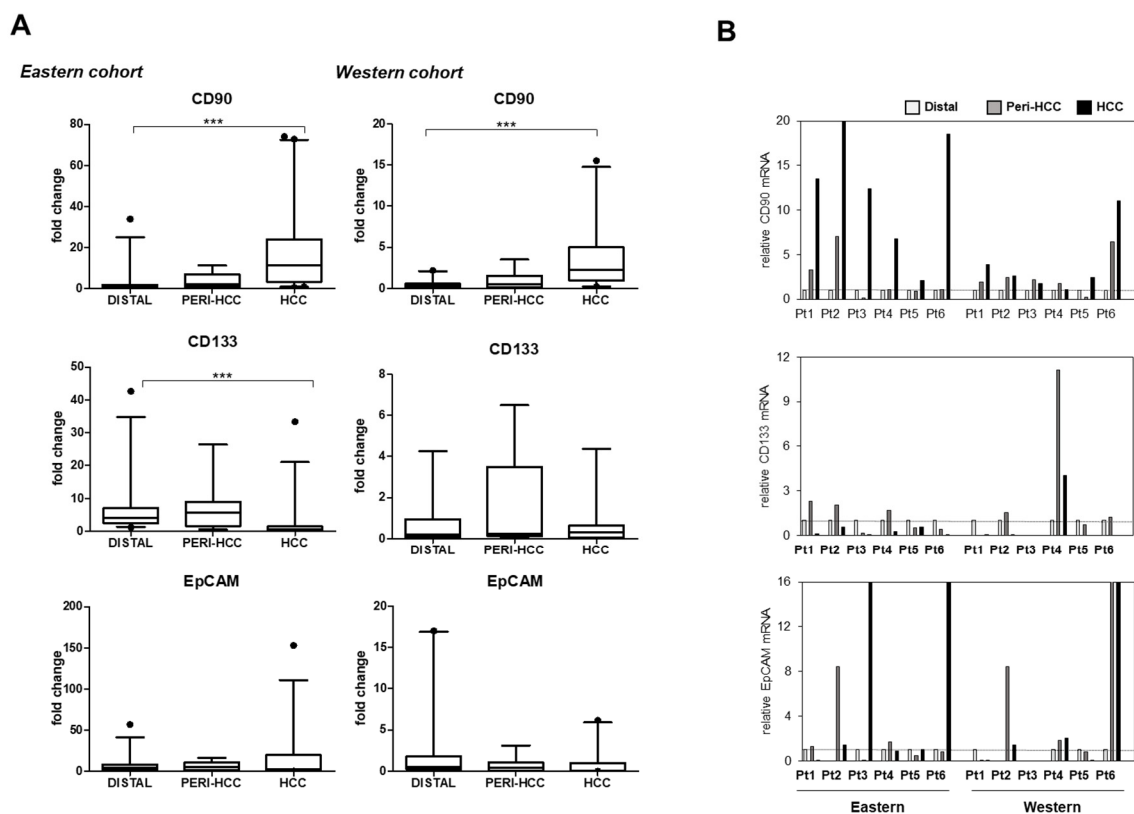 A
Eastern cohort
Western cohort
CD90
80
60
40
20
0
fold change
***
DISTAL PERI-HCC HCC
CD90
20
15
10
5
0
fold change
***
DISTAL PERI-HCC HCC
CD133
50
40
30
20
10
0
fold change
***
DISTAL PERI-HCC HCC
CD133
8
6
4
2
0
fold change
DISTAL PERI-HCC HCC
EpCAM
200
150
100
50
0
fold change
DISTAL PERI-HCC HCC
EpCAM
20
15
10
5
0
fold change
DISTAL PERI-HCC HCC
B
Distal Peri-HCC HCC
20
15
10
5
0
relative CD90 mRNA
Pt1 Pt2 Pt3 Pt4 Pt5 Pt6 Pt1 Pt2 Pt3 Pt4 Pt5 Pt6
12
9
6
3
0
relative CD133 mRNA
Pt1 Pt2 Pt3 Pt4 Pt5 Pt6 Pt1 Pt2 Pt3 Pt4 Pt5 Pt6
16
12
8
4
0
relative EpCAM mRNA
Pt1 Pt2 Pt3 Pt4 Pt5 Pt6 Pt1 Pt2 Pt3 Pt4 Pt5 Pt6
Eastern Western